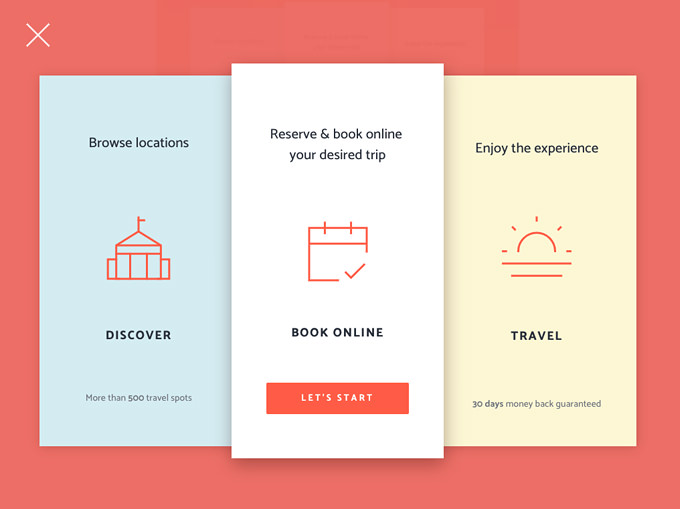 Browse locations
DISCOVER
More than 500 travel spots
Reserve & book online
your desired trip
BOOK ONLINE
LET'S START
Enjoy the experience
TRAVEL
30 days money back guaranteed